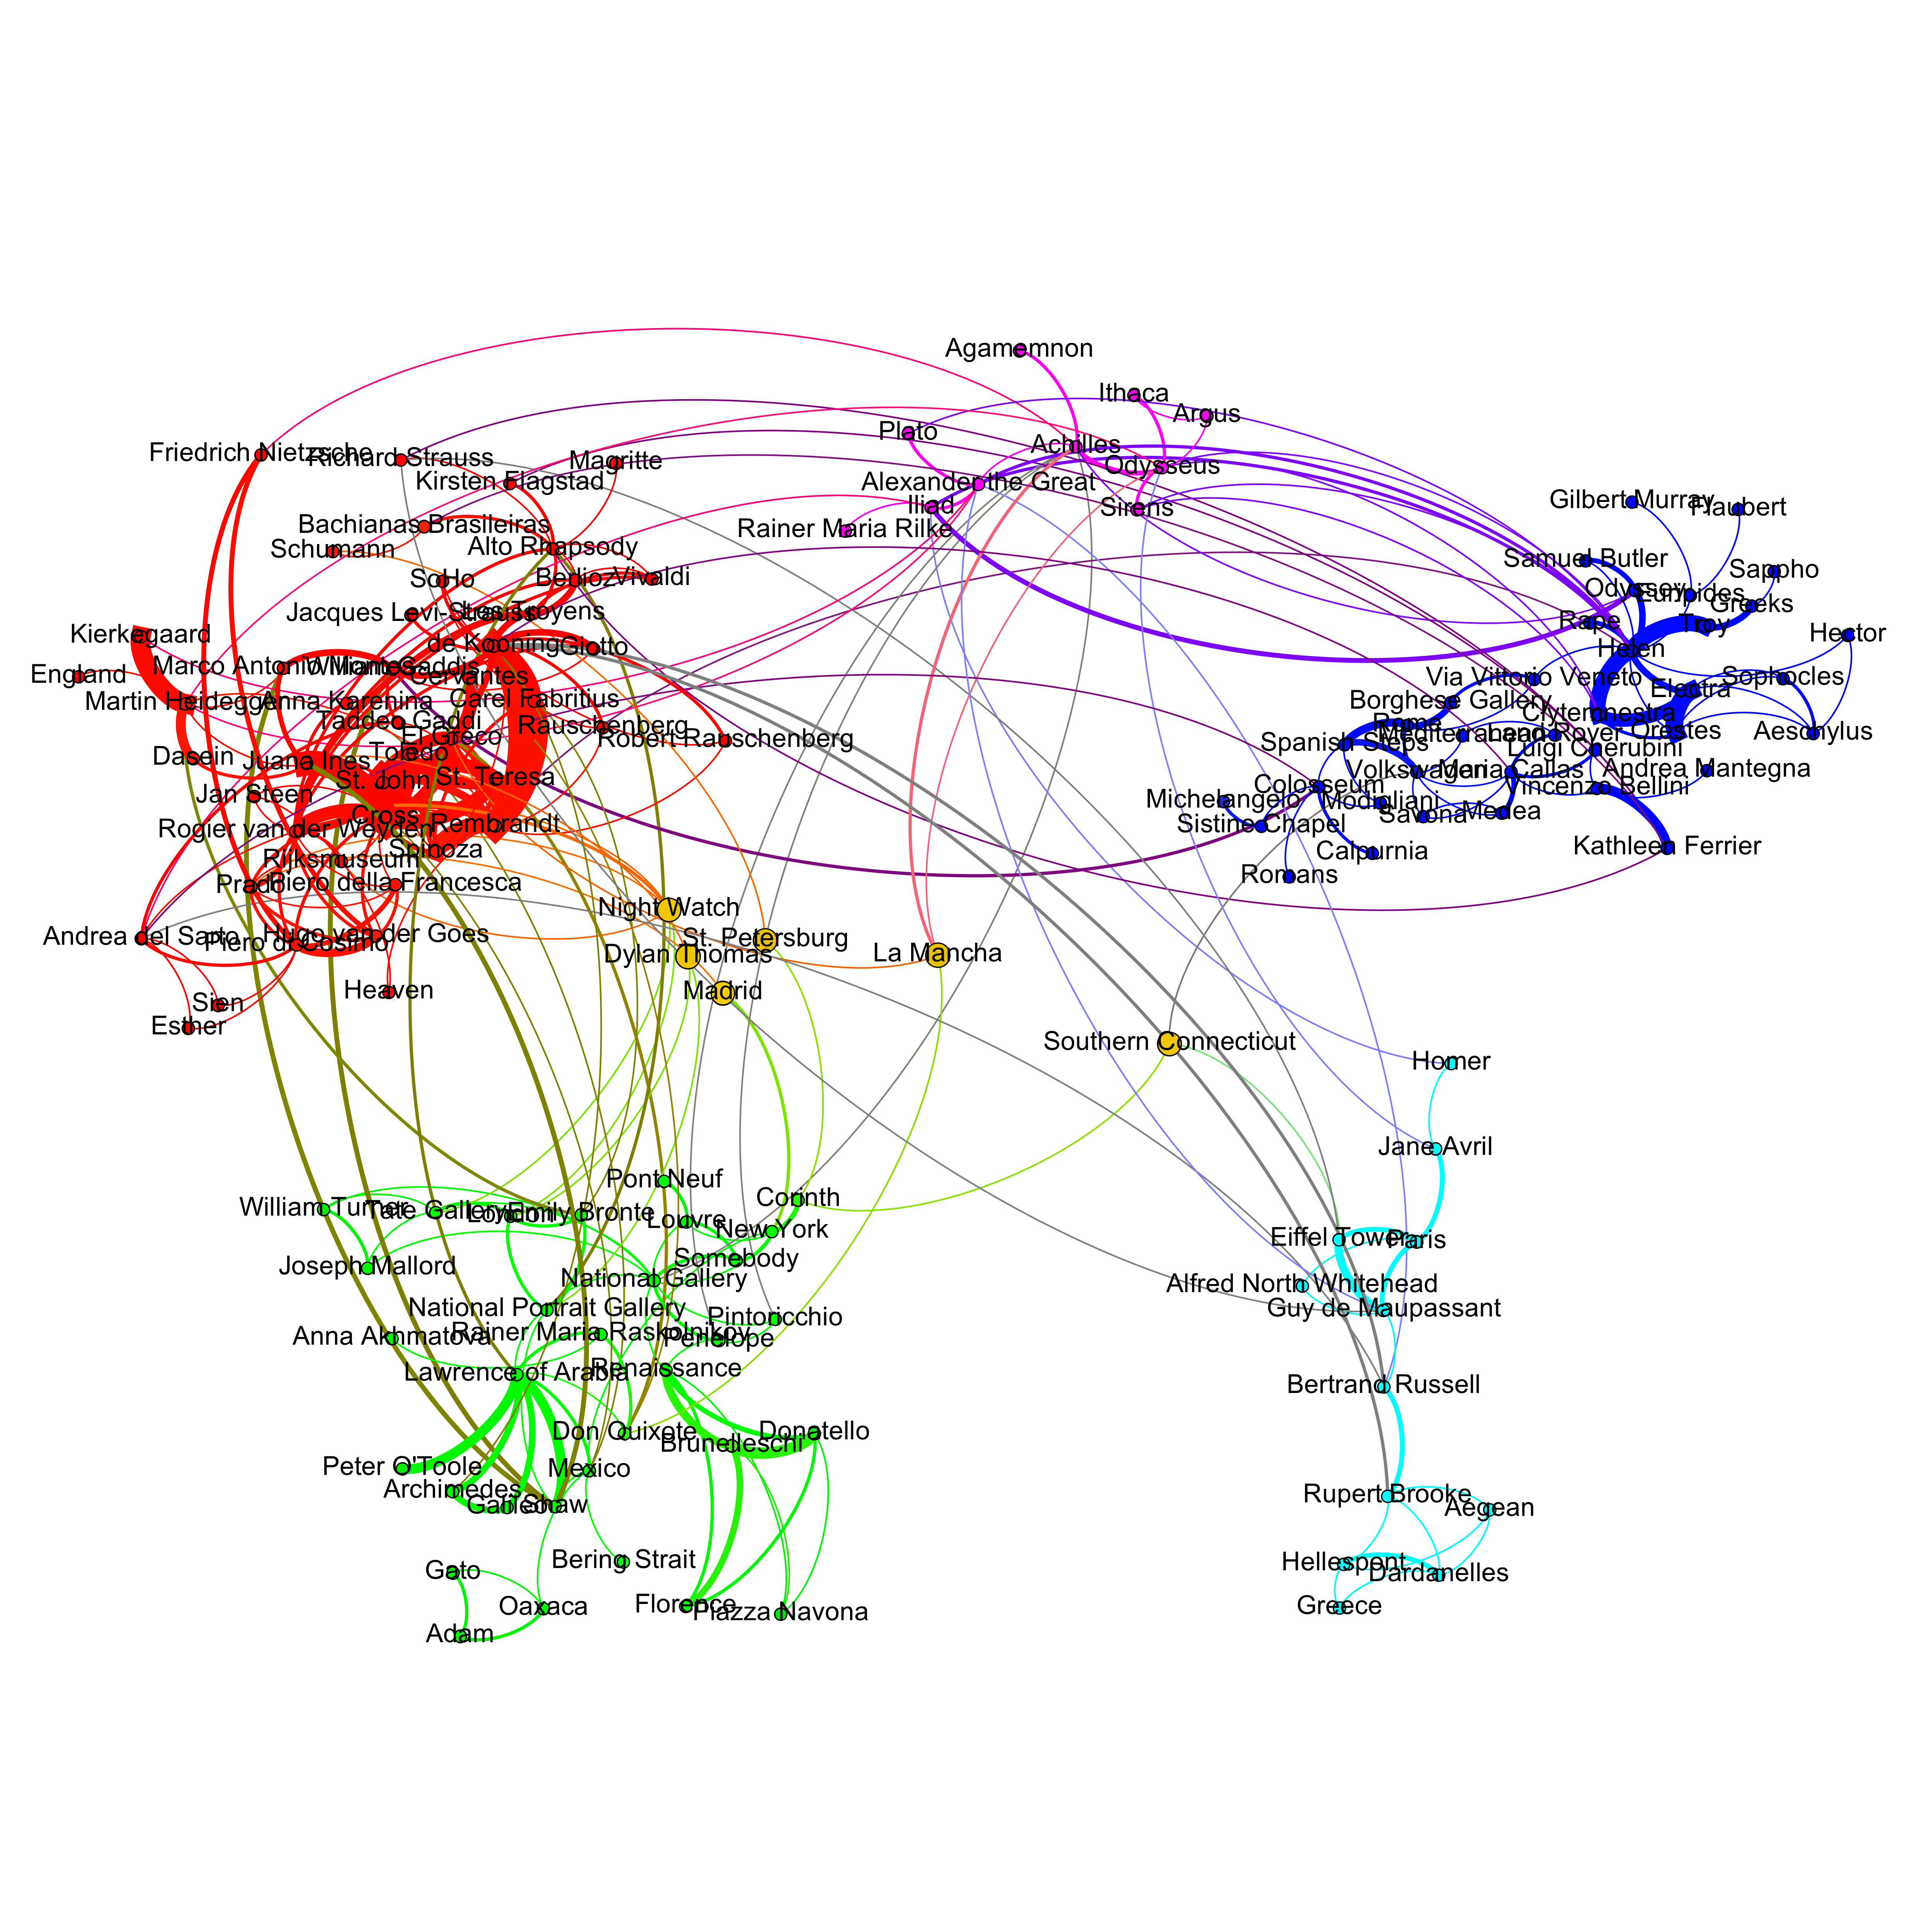 Agamemnon
Ithaca
Argus
Plato
Achilles
Odysseus
Alexander the Great
Iliad
Sirens
Rainer Maria Rilke
Friedrich Nietzsche
Richard Strauss
Magritte
Kirsten Flagstad
Bachianas Brasileiras
Schumann
Alto Rhapsody
SoHo
Berlioz
Vivaldi
Jacques Levi-Strauss
Les Troyens
de Kooning
Giotto
Kierkegaard
England
Marco Antonio Montes
William Gaddis
Cervantes
Martin Heidegger
Anna Karenina
Carel Fabritius
Taddeo Gaddi
Rauschenberg
El Greco
Robert Rauschenberg
Dasein
Juana Ines
Toledo
St. John
St. Teresa
Jan Steen
Cross
Rembrandt
Rogier van der Weyden
Spinoza
Rijksmuseum
Prado
Piero della Francesca
Andrea del Sarto
Piero di Cosimo
Hugo van der Goes
Heaven
Sien
Esther
Night Watch
St. Petersburg
Dylan Thomas
Madrid
La Mancha
Southern Connecticut
Gilbert Murray
Flaubert
Samuel Butler
Sappho
Odyssey
Euripides
Greeks
Rape
Troy
Hector
Helen
Via Vittorio Veneto
Sophocles
Electra
Borghese Gallery
Clytemnestra
Rome
Mediterranean
Orestes
Aeschylus
Spanish Steps
Luigi Cherubini
Volkswagen
Maria Callas
Andrea Mantegna
Colosseum
Vincenzo Bellini
Michelangelo
Modigliani
Savona
Medea
Sistine Chapel
Kathleen Ferrier
Calpurnia
Romans
Homer
Jane Avril
Eiffel Tower
Paris
Alfred North Whitehead
Guy de Maupassant
Bertrand Russell
Rupert Brooke
Aegean
Hellespont
Dardanelles
Greece
Pont Neuf
Corinth
William Turner
Tate Gallery
London
Emily Bronte
Louvre
New York
Somebody
Joseph Mallord
National Gallery
National Portrait Gallery
Pintoricchio
Anna Akhmatova
Rainer Maria
Raskolnikov
Penelope
Lawrence of Arabia
Renaissance
Don Quixote
Donatello
Brunelleschi
Peter O'Toole
Mexico
Archimedes
Galileo
Shaw
Bering Strait
Gato
Oaxaca
Florence
Piazza Navona
Adam